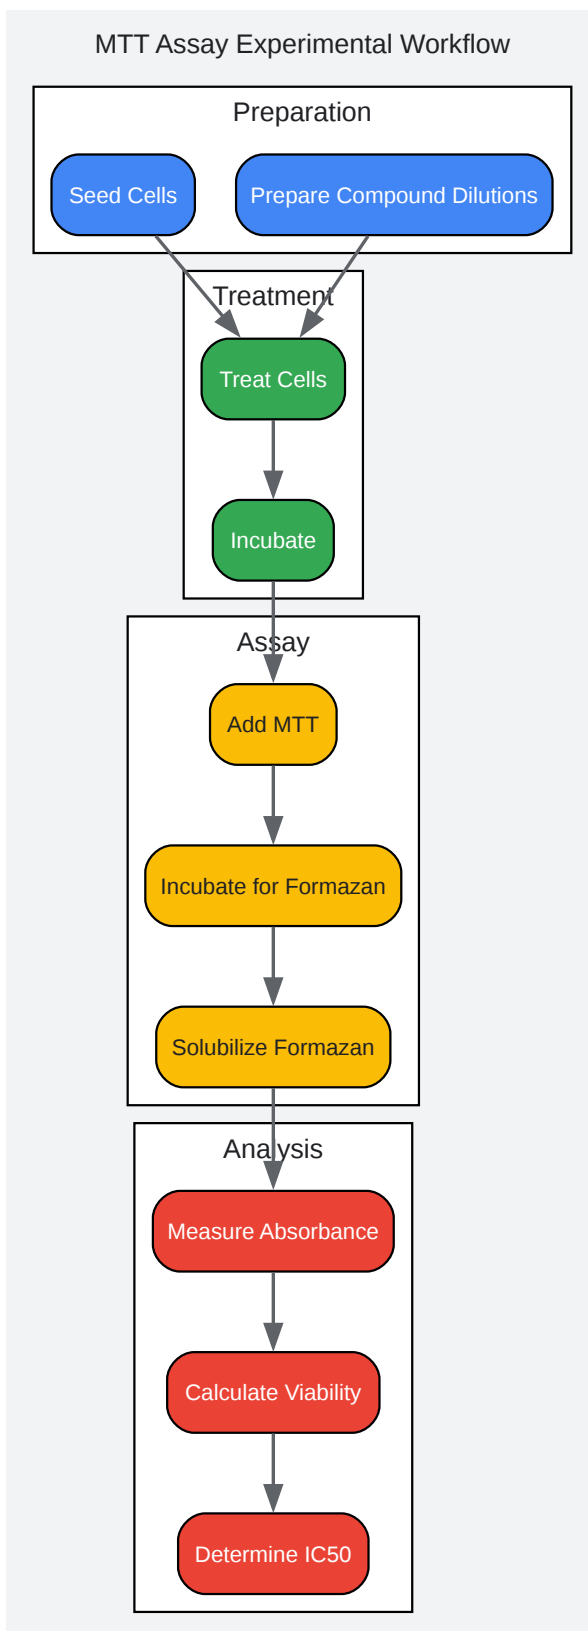 MTT Assay Experimental Workflow
Preparation
Seed Cells
Prepare Compound Dilutions
Treatment
Treat Cells
Incubate
Assay
Add MTT
Incubate for Formazan
Solubilize Formazan
Analysis
Measure Absorbance
Calculate Viability
Determine IC50